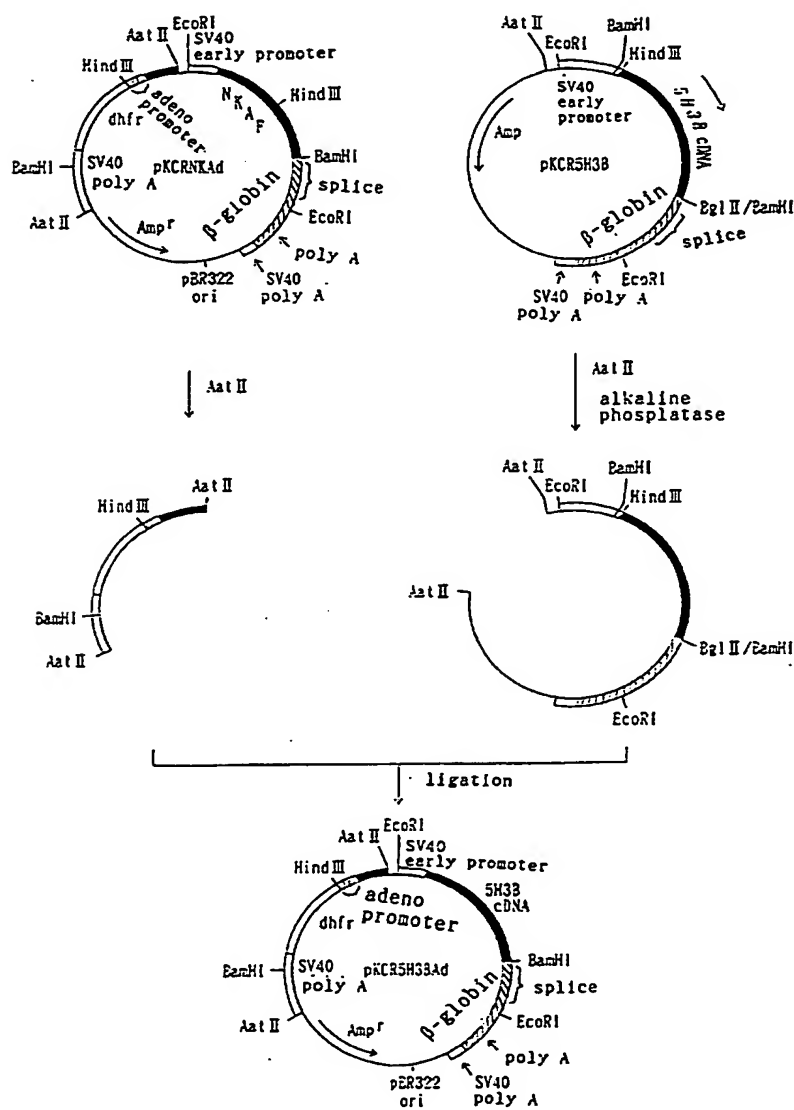 EcoRI
Aat II
SV40
early promoter
Hind III
adeno
promoter
dhfr
NKAF
Hind III
BamHI
SV40
poly A
pKCRNKAd
BamHI
splice
β-globin
EcoRI
Aat II
Amp r
poly A
pBR322
ori
SV40
poly A
BamHI
Aat II
EcoRI
Hind III
SV40
early
promoter
5H3B cDNA
Amp
pKCR5H3B
β-globin
Bgl II/BamHI
splice
EcoRI
SV40
poly A
poly A
Aat II
Aat II
alkaline
phosplatase
Aat II
Hind III
BamHI
Aat II
Aat II
EcoRI
BamHI
Hind III
Aat II
Bgl II/BamHI
EcoRI
ligation
EcoRI
Aat II
SV40
early promoter
Hind III
adeno
promoter
dhfr
5H3B
cDNA
BamHI
SV40
poly A
pKCR5H3BAd
BamHI
splice
β-globin
EcoRI
Aat II
Amp r
poly A
pBR322
ori
SV40
poly A